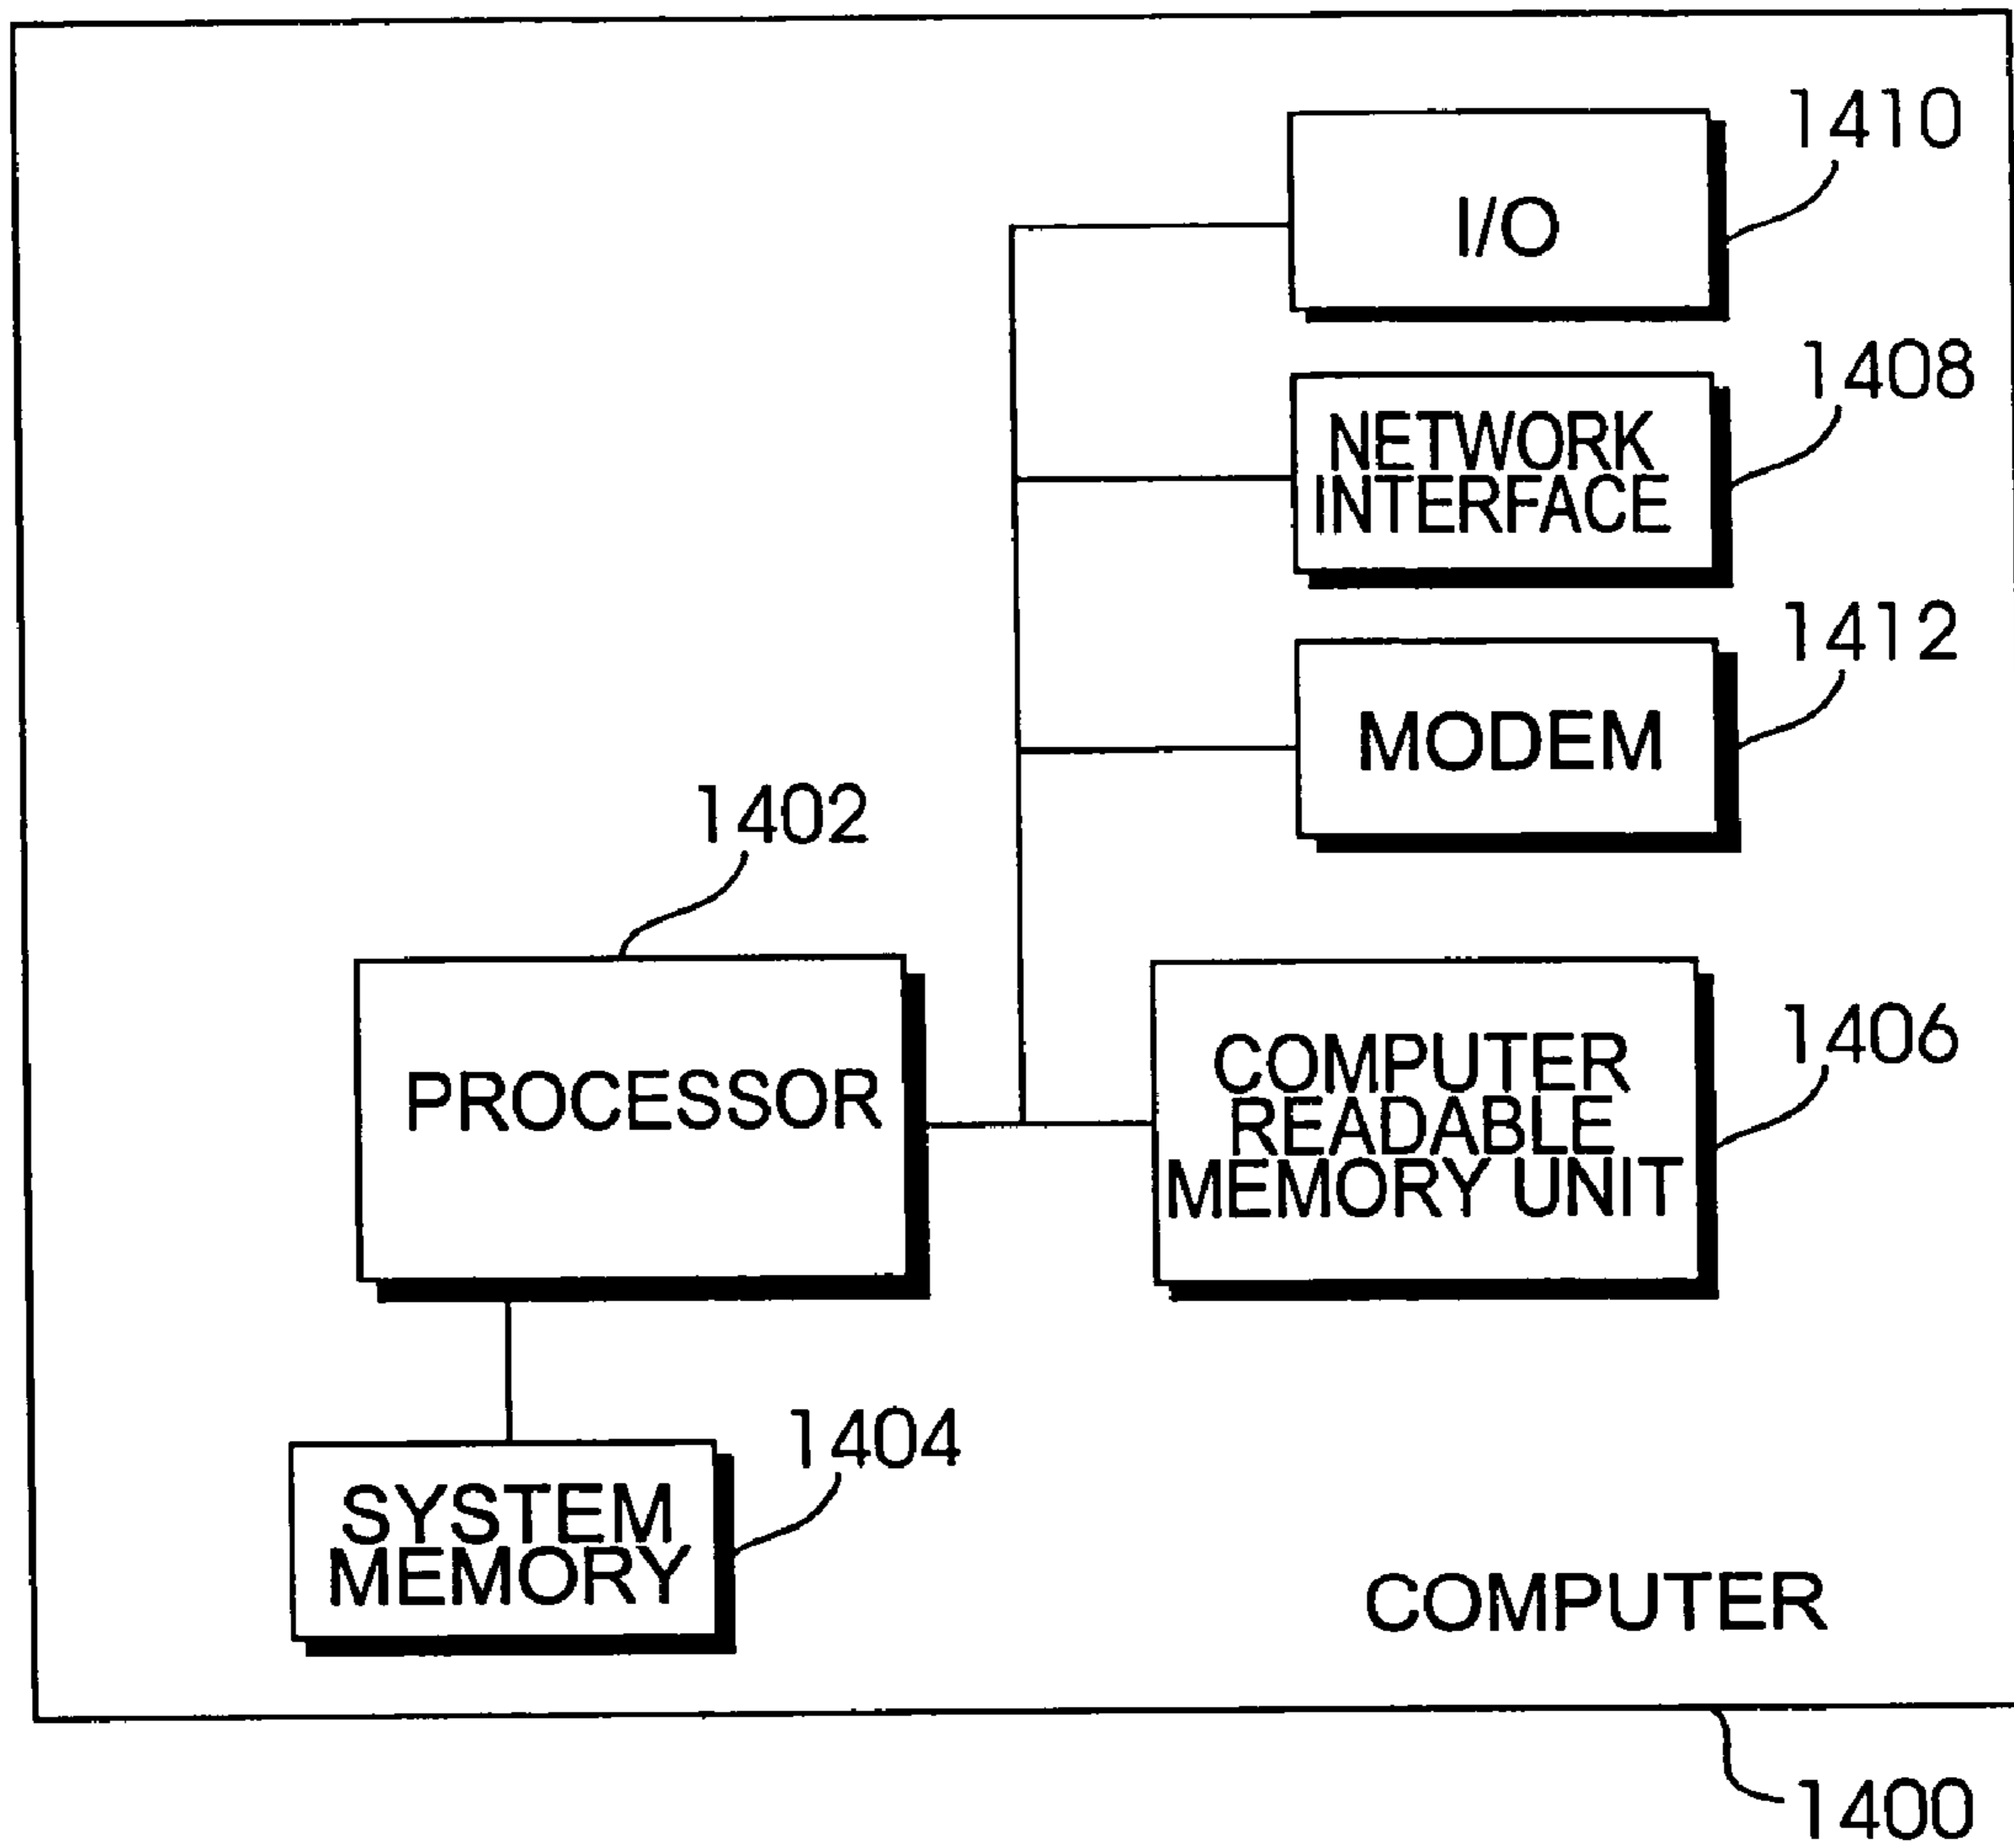 1410
I/O
1408
NETWORK
INTERFACE
1412
MODEM
1402
PROCESSOR
1406
COMPUTER
READABLE
MEMORY UNIT
1404
SYSTEM
MEMORY
COMPUTER
1400